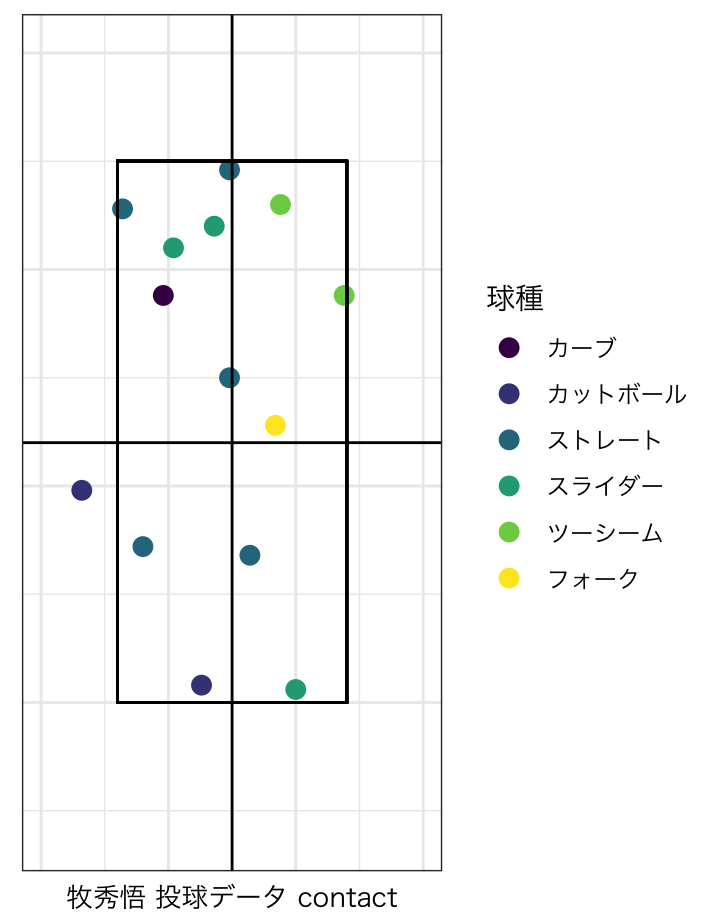 球種
カーブ
カットボール
ストレート
スライダー
ツーシーム
フォーク
牧秀悟 投球データ contact